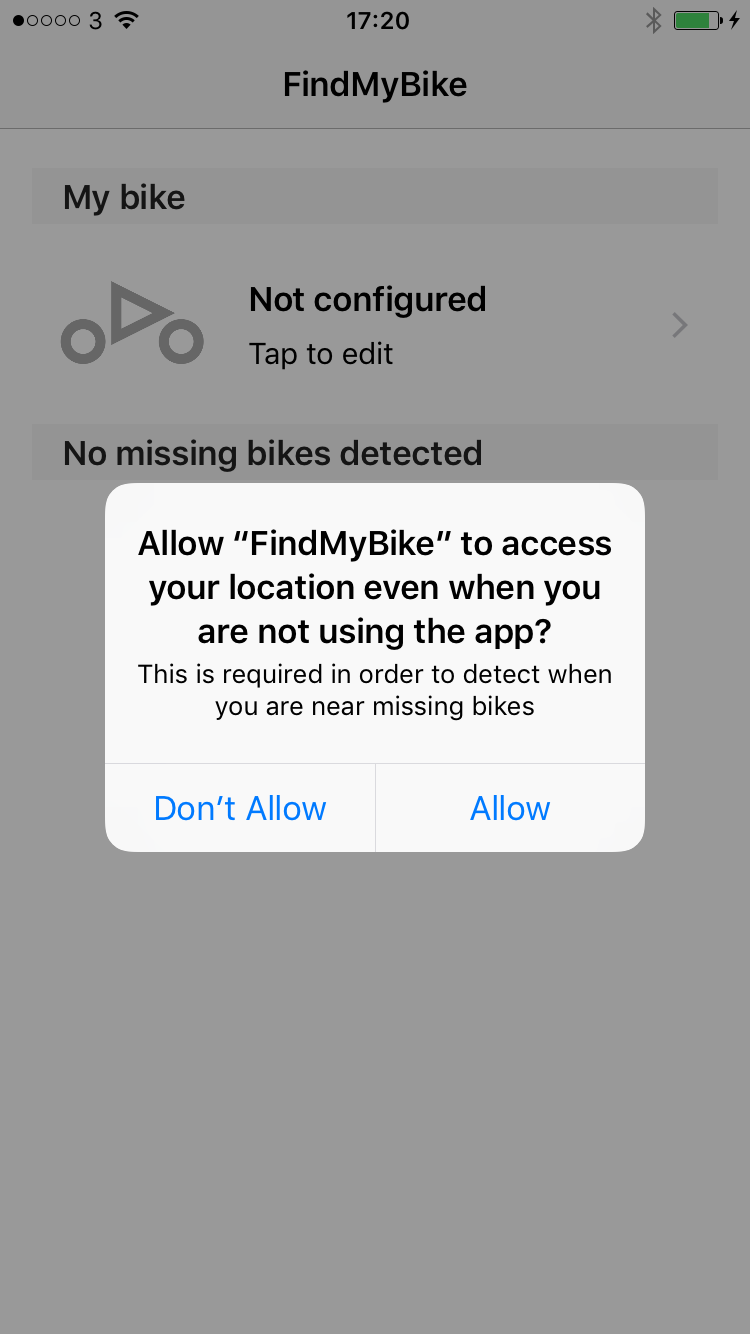 3 17:20
FindMyBike
My bike
Not configured
Tap to edit
No missing bikes detected
Allow “FindMyBike” to access
your location even when you
are not using the app?
This is required in order to detect when
you are near missing bikes
Don’t Allow Allow